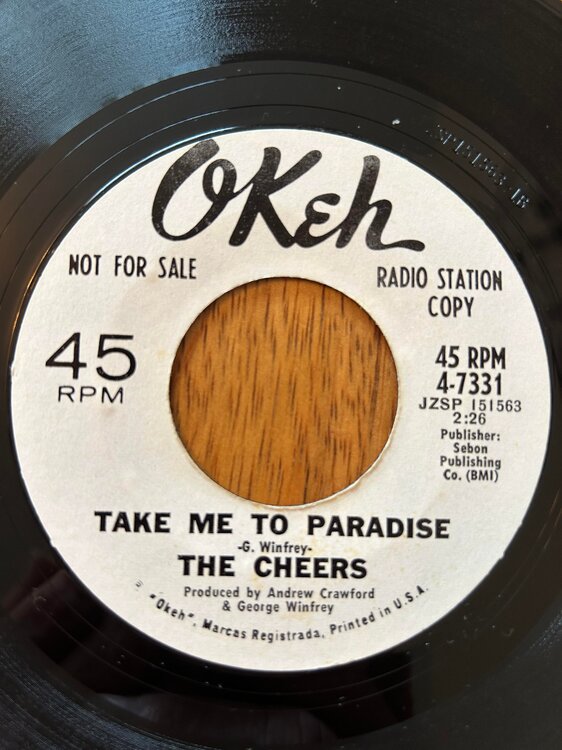 OKeh
NOT FOR SALE
RADIO STATION
COPY
45
RPM
45 RPM
4-7331
JZSP 151563
2:26
Publisher:
Sebon
Publishing
Co. (BMI)
TAKE ME TO PARADISE
-G. Winfrey-
THE CHEERS
Produced by Andrew Crawford
& George Winfrey
"Okeh", Marcas Registrada, Printed in U.S.A.